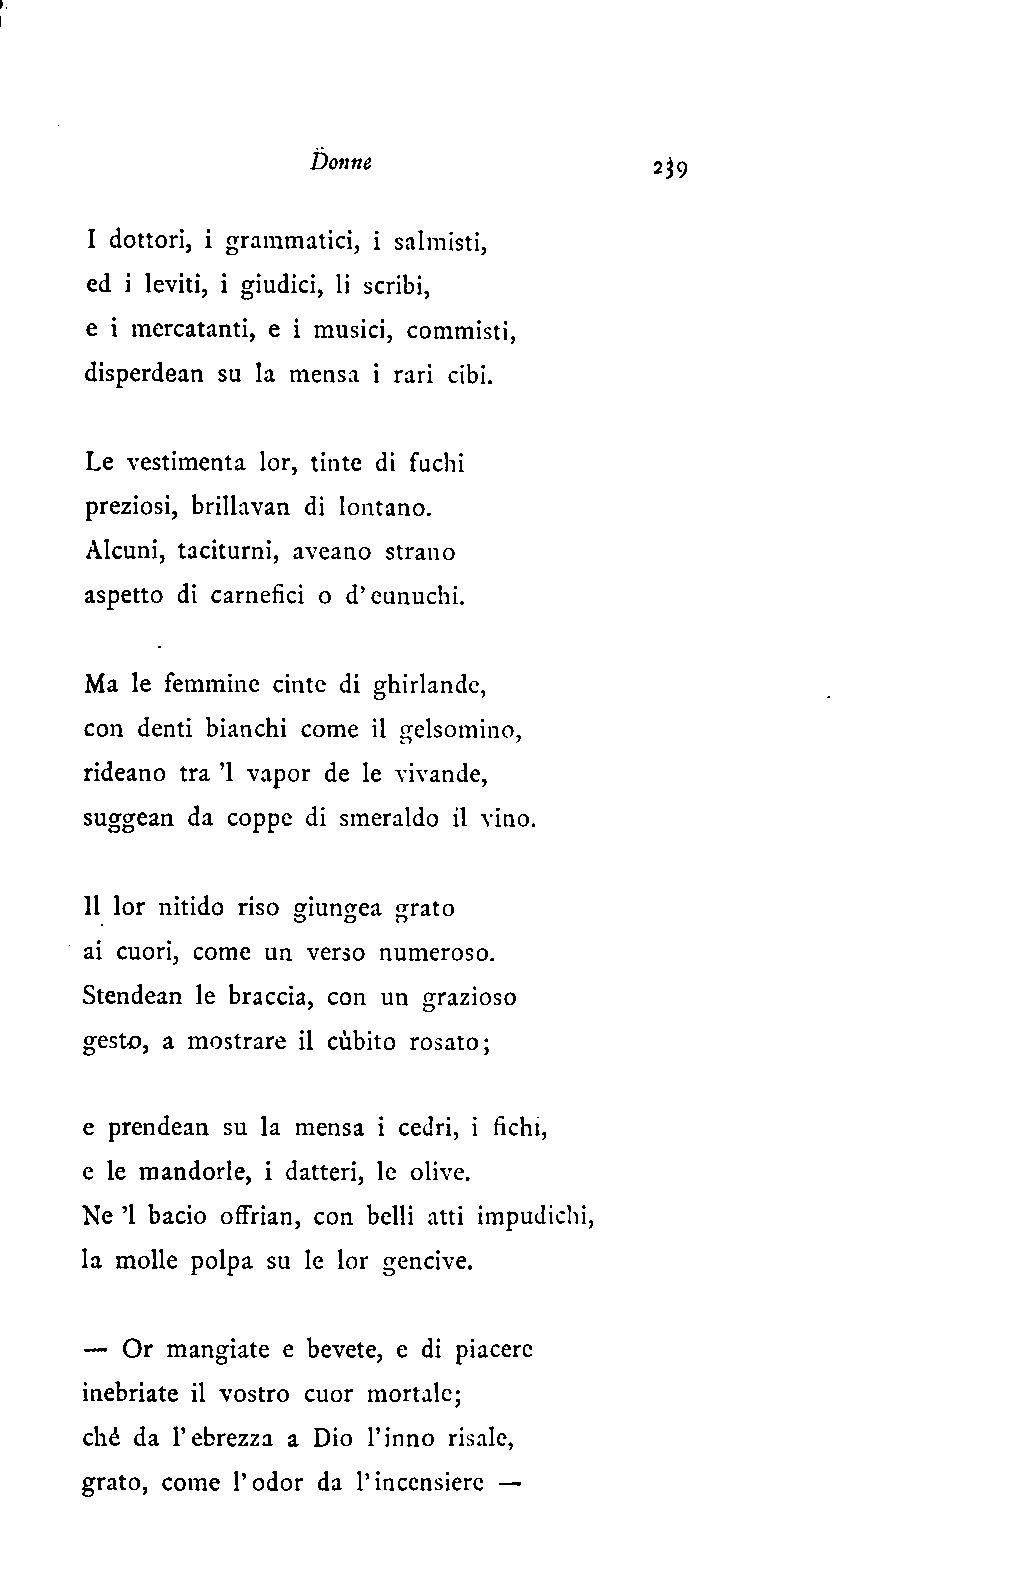 Donne 239
I dottori, i grammatici, i salmisti,
ed i leviti, i giudici, li scribi,
e i mercatanti, e i musici, commisti,
disperdean su la mensa i rari cibi.
Le vestimenta lor, tinte di fuchi
preziosi, brillavan di lontano.
Alcuni, taciturni, aveano strano
aspetto di carnefici o d'eunuchi.
Ma le femmine cinte di ghirlande,
con denti bianchi come il gelsomino,
rideano tra 'l vapor de le vivande,
suggean da coppe di smeraldo il vino.
Il lor nitido riso giungea grato
ai cuori, come un verso numeroso.
Stendean le braccia, con un grazioso
gesto, a mostrare il cùbito rosato;
e prendean su la mensa i cedri, i fichi,
e le mandorle, i datteri, le olive.
Ne 'l bacio offrian, con belli atti impudichi,
la molle polpa su le lor gencive.
— Or mangiate e bevete, e di piacere
inebriate il vostro cuor mortale;
ché da l'ebrezza a Dio l'inno risale,
grato, come l'odor da l'incensiere —